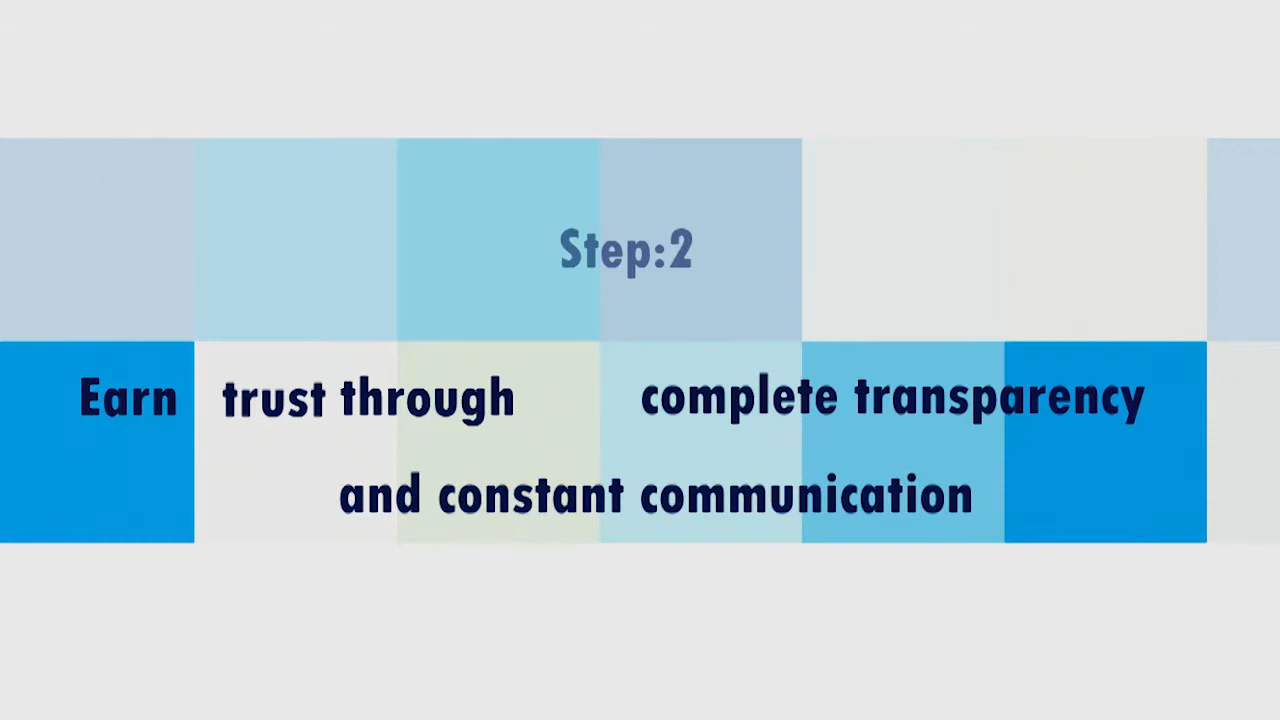 Step:2
Earn trust through complete transparency
and constant communication